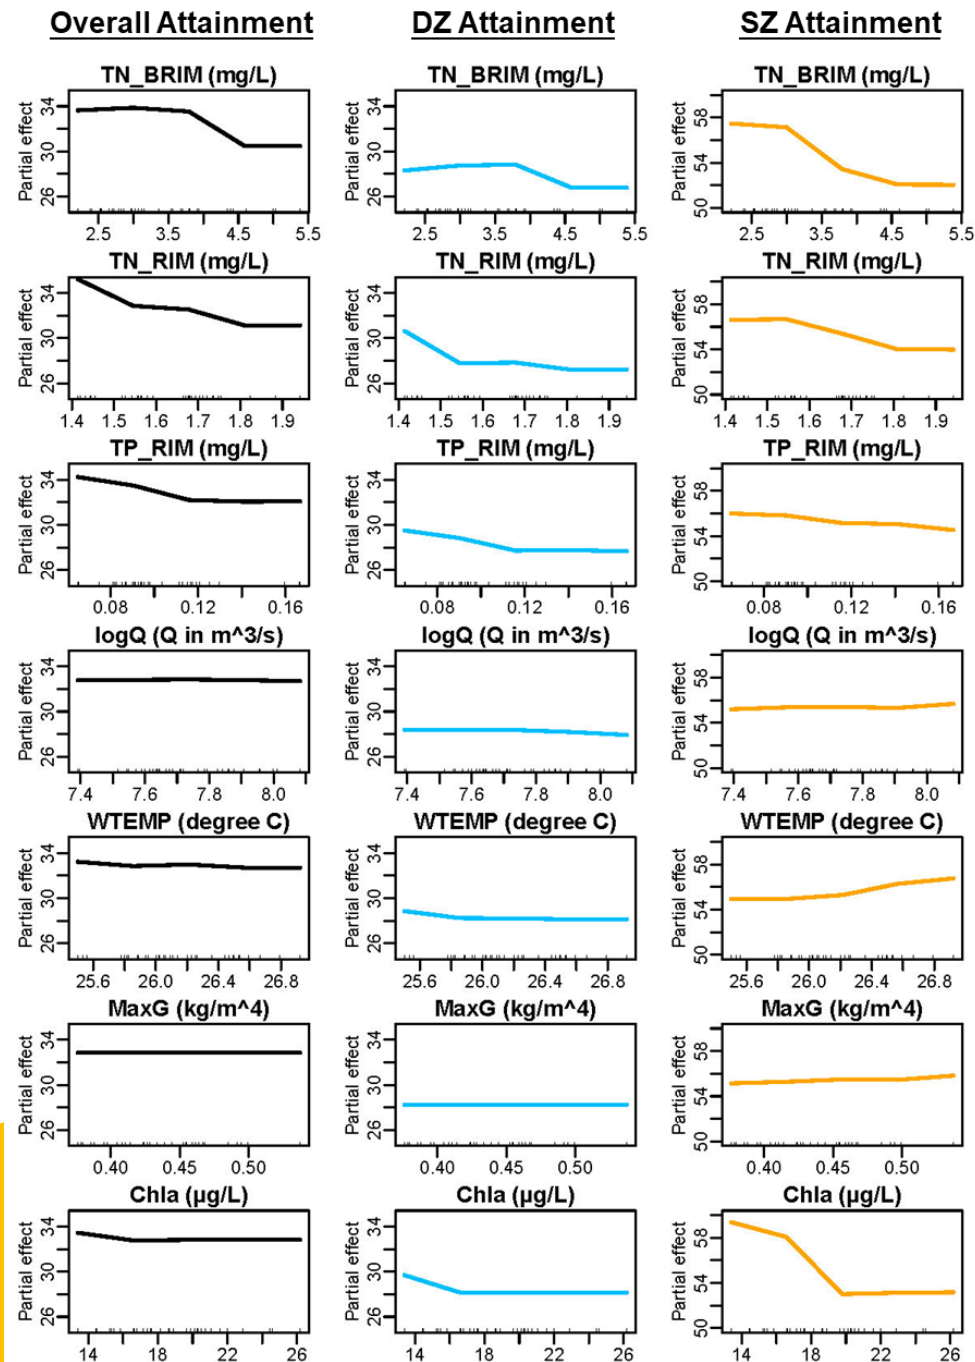 Overall Attainment DZ Attainment SZ Attainment
TN_BRIM (mg/L) TN_BRIM (mg/L) TN_BRIM (mg/L)
Partial effect 26 30 34 Partial effect 26 30 34 Partial effect 50 54 58
2.5 3.5 4.5 5.5 2.5 3.5 4.5 5.5 2.5 3.5 4.5 5.5
TN_RIM (mg/L) TN_RIM (mg/L) TN_RIM (mg/L)
Partial effect 26 30 34 Partial effect 26 30 34 Partial effect 50 54 58
1.4 1.5 1.6 1.7 1.8 1.9 1.4 1.5 1.6 1.7 1.8 1.9 1.4 1.5 1.6 1.7 1.8 1.9
TP_RIM (mg/L) TP_RIM (mg/L) TP_RIM (mg/L)
Partial effect 26 30 34 Partial effect 26 30 34 Partial effect 50 54 58
0.08 0.12 0.16 0.08 0.12 0.16 0.08 0.12 0.16
logQ (Q in m^3/s) logQ (Q in m^3/s) logQ (Q in m^3/s)
Partial effect 26 30 34 Partial effect 26 30 34 Partial effect 50 54 58
7.4 7.6 7.8 8.0 7.4 7.6 7.8 8.0 7.4 7.6 7.8 8.0
WTEMP (degree C) WTEMP (degree C) WTEMP (degree C)
Partial effect 26 30 34 Partial effect 26 30 34 Partial effect 50 54 58
25.6 26.0 26.4 26.8 25.6 26.0 26.4 26.8 25.6 26.0 26.4 26.8
MaxG (kg/m^4) MaxG (kg/m^4) MaxG (kg/m^4)
Partial effect 26 30 34 Partial effect 26 30 34 Partial effect 50 54 58
0.40 0.45 0.50 0.40 0.45 0.50 0.40 0.45 0.50
Chla (µg/L) Chla (µg/L) Chla (µg/L)
Partial effect 26 30 34 Partial effect 26 30 34 Partial effect 50 54 58
14 18 22 26 14 18 22 26 14 18 22 26